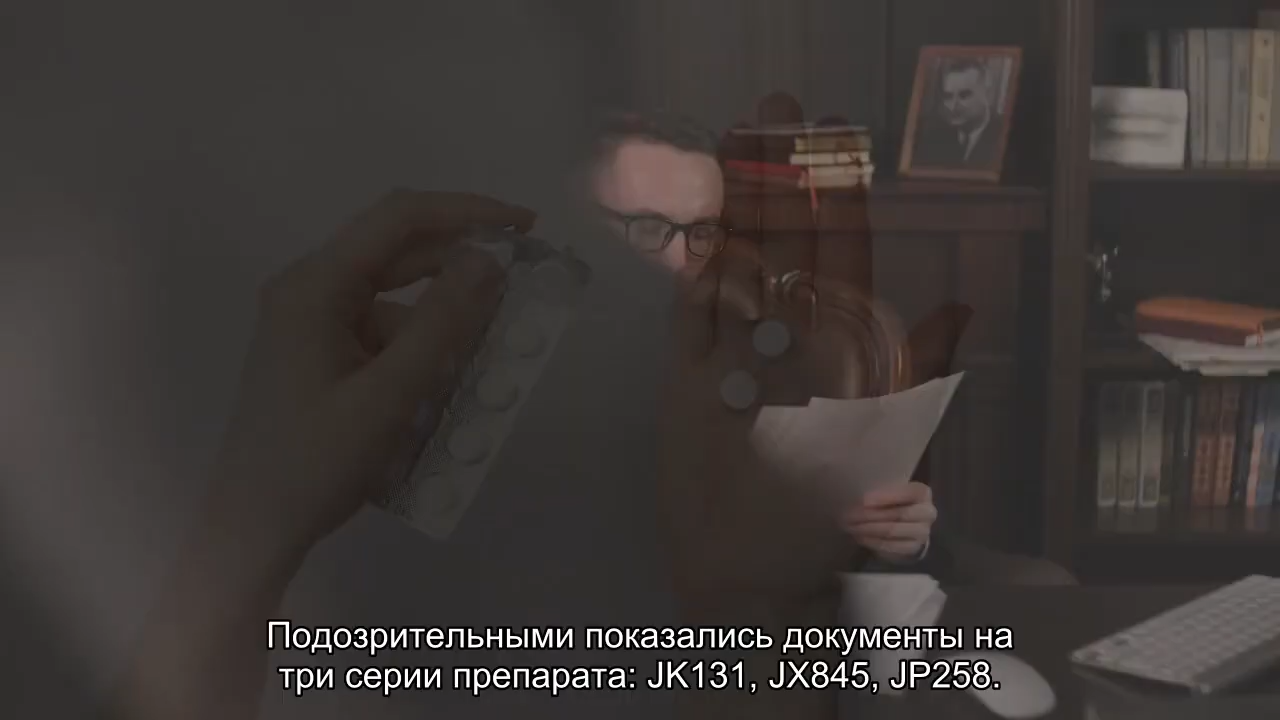 Подозрительными показались документы на
три серии препарата: JK131, JX845, JP258.